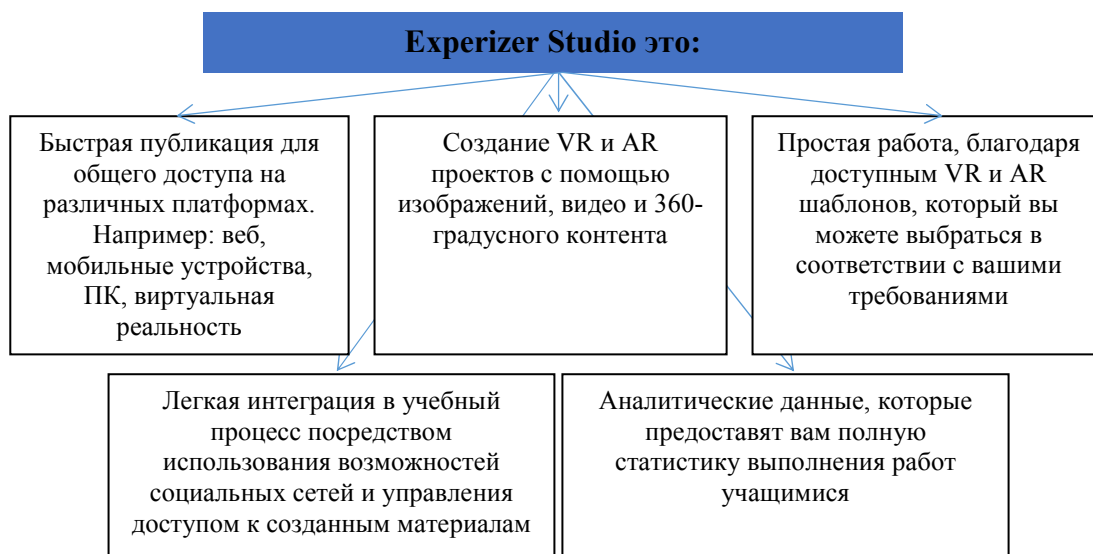 Experizer Studio это:
Быстрая публикация для
общего доступа на
различных платформах.
Например: веб,
мобильные устройства,
ПК, виртуальная
реальность
Создание VR и AR
проектов с помощью
изображений, видео и 360-
градусного контента
Простая работа, благодаря
доступным VR и AR
шаблонов, который вы
можете выбраться в
соответствии с вашими
требованиями
Легкая интеграция в учебный
процесс посредством
использования возможностей
социальных сетей и управления
доступом к созданным материалам
Аналитические данные, которые
предоставят вам полную
статистику выполнения работ
учащимися